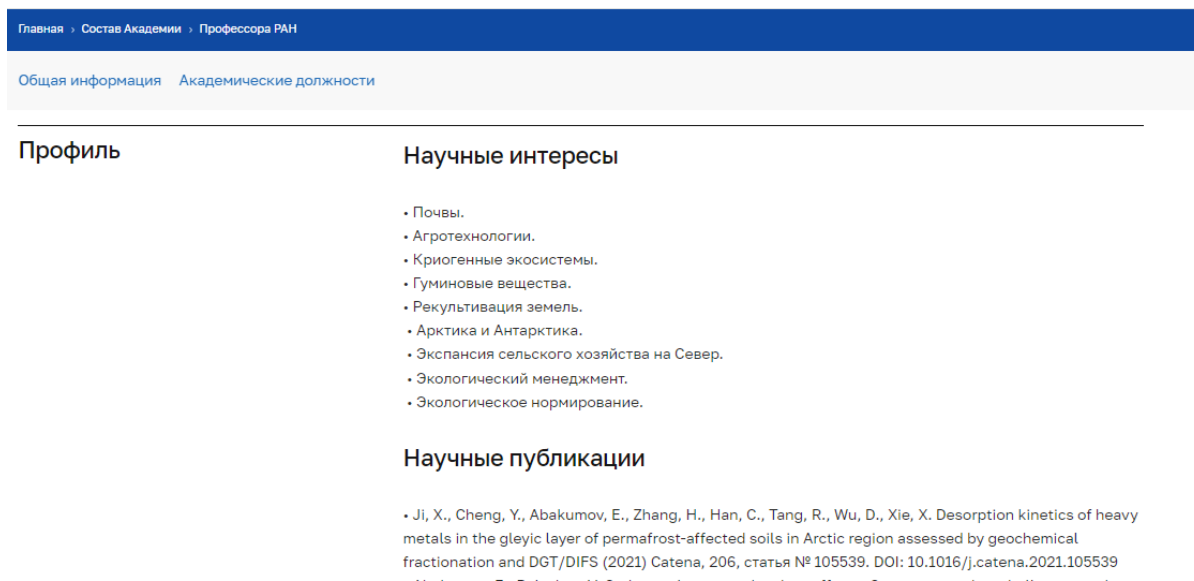 Главная › Состав Академии › Профессора РАН
Общая информация Академические должности
Профиль
Научные интересы
• Почвы.
• Агротехнологии.
• Криогенные экосистемы.
• Гуминовые вещества.
• Рекультивация земель.
• Арктика и Антарктика.
• Экспансия сельского хозяйства на Север.
• Экологический менеджмент.
• Экологическое нормирование.
Научные публикации
• Ji, X., Cheng, Y., Abakumov, E., Zhang, H., Han, C., Tang, R., Wu, D., Xie, X. Desorption kinetics of heavy
metals in the gleyic layer of permafrost-affected soils in Arctic region assessed by geochemical
fractionation and DGT/DIFS (2021) Catena, 206, статья № 105539. DOI: 10.1016/j.catena.2021.105539